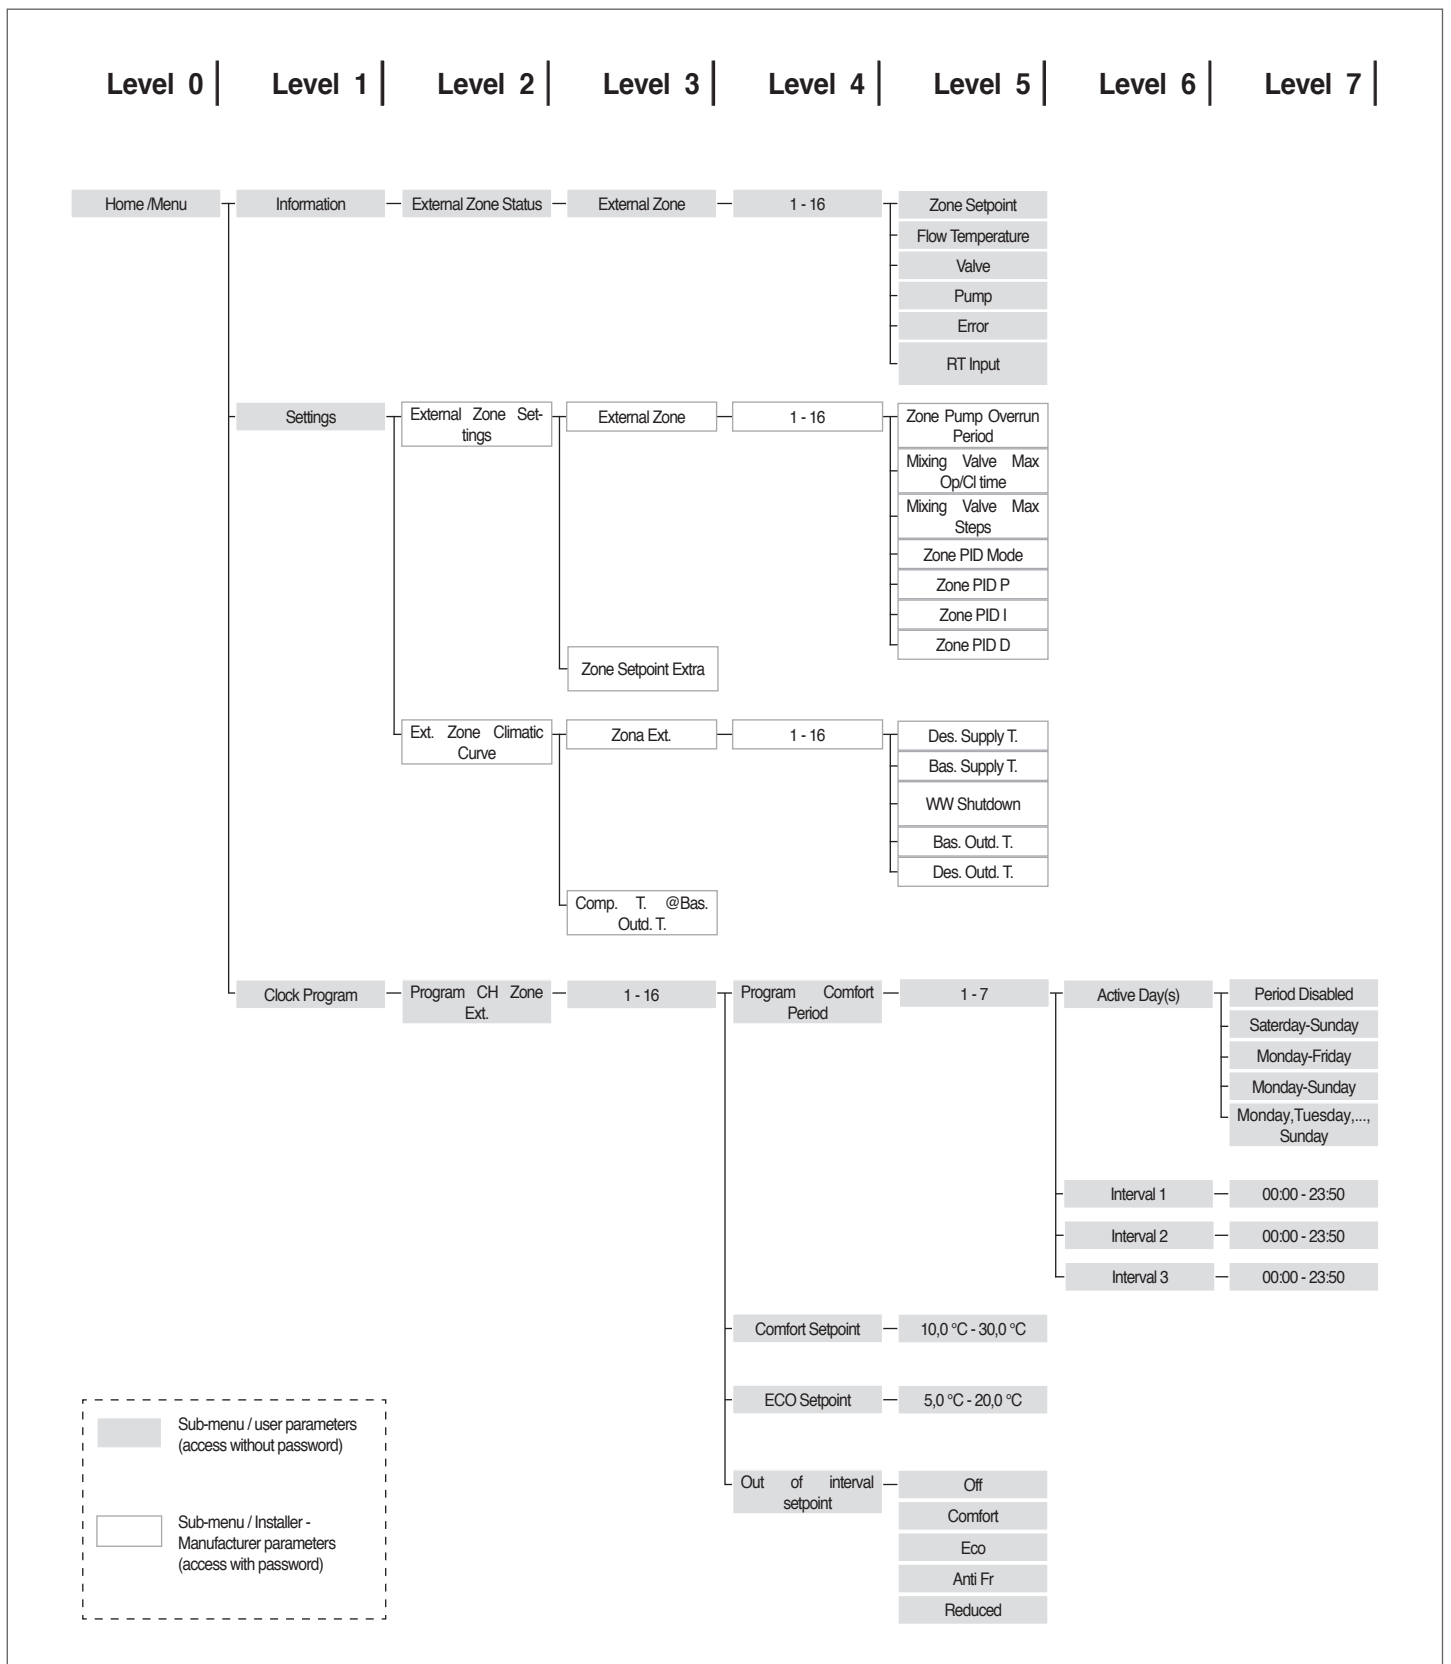 Level 0 Level 1 Level 2 Level 3 Level 4 Level 5 Level 6 Level 7
Home /Menu Information External Zone Status External Zone 1 - 16 Zone Setpoint
Flow Temperature
Valve
Pump
Error
RT Input
Settings
External Zone Set-
tings
External Zone
1 - 16
Zone Pump Overrun
Period
Mixing Valve Max
Op/Cl time
Mixing Valve Max
Steps
Zone PID Mode
Zone PID P
Zone PID I
Zone PID D
Zone Setpoint Extra
Ext. Zone Climatic
Curve
Zona Ext.
1 - 16
Des. Supply T.
Bas. Supply T.
WW Shutdown
Bas. Outd. T.
Des. Outd. T.
Comp. T. @Bas.
Outd. T.
Clock Program
Program CH Zone
Ext.
1 - 16
Program Comfort
Period
1 - 7
Active Day(s)
Period Disabled
Saterday-Sunday
Monday-Friday
Monday-Sunday
Monday,Tuesday,...,
Sunday
Interval 1 00:00 - 23:50
Interval 2 00:00 - 23:50
Interval 3 00:00 - 23:50
Comfort Setpoint 10,0 °C - 30,0 °C
ECO Setpoint 5,0 °C - 20,0 °C
Out of interval
setpoint
Off
Comfort
Eco
Anti Fr
Reduced
Sub-menu / user parameters
(access without password)
Sub-menu / Installer -
Manufacturer parameters
(access with password)